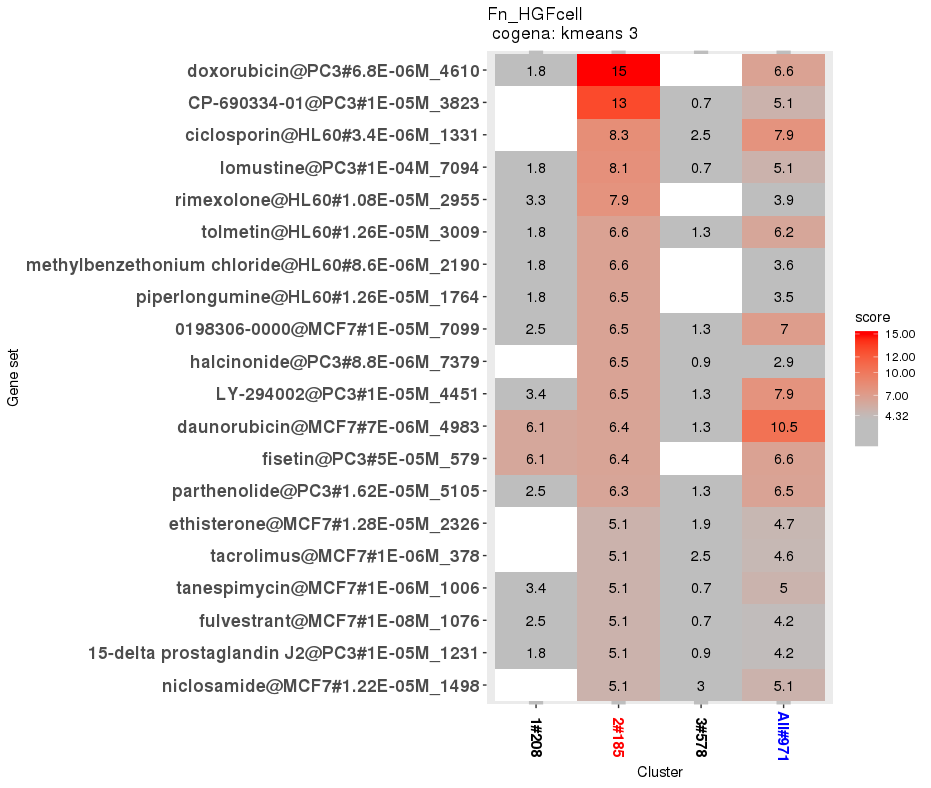 Fn_HGFcell
cogena: kmeans 3
doxorubicin@PC3#6.8E-06M_4610 1.8 15 6.6
CP-690334-01@PC3#1E-05M_3823 13 0.7 5.1
ciclosporin@HL60#3.4E-06M_1331 8.3 2.5 7.9
lomustine@PC3#1E-04M_7094 1.8 8.1 0.7 5.1
rimexolone@HL60#1.08E-05M_2955 3.3 7.9 3.9
tolmetin@HL60#1.26E-05M_3009 1.8 6.6 1.3 6.2
methylbenzethonium chloride@HL60#8.6E-06M_2190 1.8 6.6 3.6
piperlongumine@HL60#1.26E-05M_1764 1.8 6.5 3.5
0198306-0000@MCF7#1E-05M_7099 2.5 6.5 1.3 7
halcinonide@PC3#8.8E-06M_7379 6.5 0.9 2.9
LY-294002@PC3#1E-05M_4451 3.4 6.5 1.3 7.9
daunorubicin@MCF7#7E-06M_4983 6.1 6.4 1.3 10.5
fisetin@PC3#5E-05M_579 6.1 6.4 6.6
parthenolide@PC3#1.62E-05M_5105 2.5 6.3 1.3 6.5
ethisterone@MCF7#1.28E-05M_2326 5.1 1.9 4.7
tacrolimus@MCF7#1E-06M_378 5.1 2.5 4.6
tanespimycin@MCF7#1E-06M_1006 3.4 5.1 0.7 5
fulvestrant@MCF7#1E-08M_1076 2.5 5.1 0.7 4.2
15-delta prostaglandin J2@PC3#1E-05M_1231 1.8 5.1 0.9 4.2
niclosamide@MCF7#1.22E-05M_1498 5.1 3 5.1
1#208 2#185 3#578 All#971
Cluster
Gene set
score
15.00
12.00
7.00
4.32